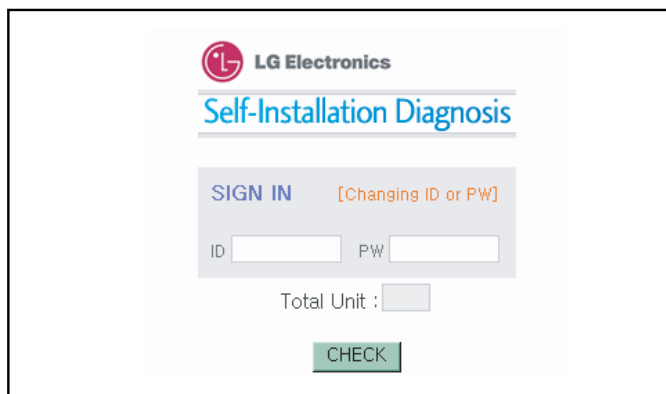 LG Electronics
Self-Installation Diagnosis
SIGN IN [Changing ID or PW]
ID PW
Total Unit :
CHECK